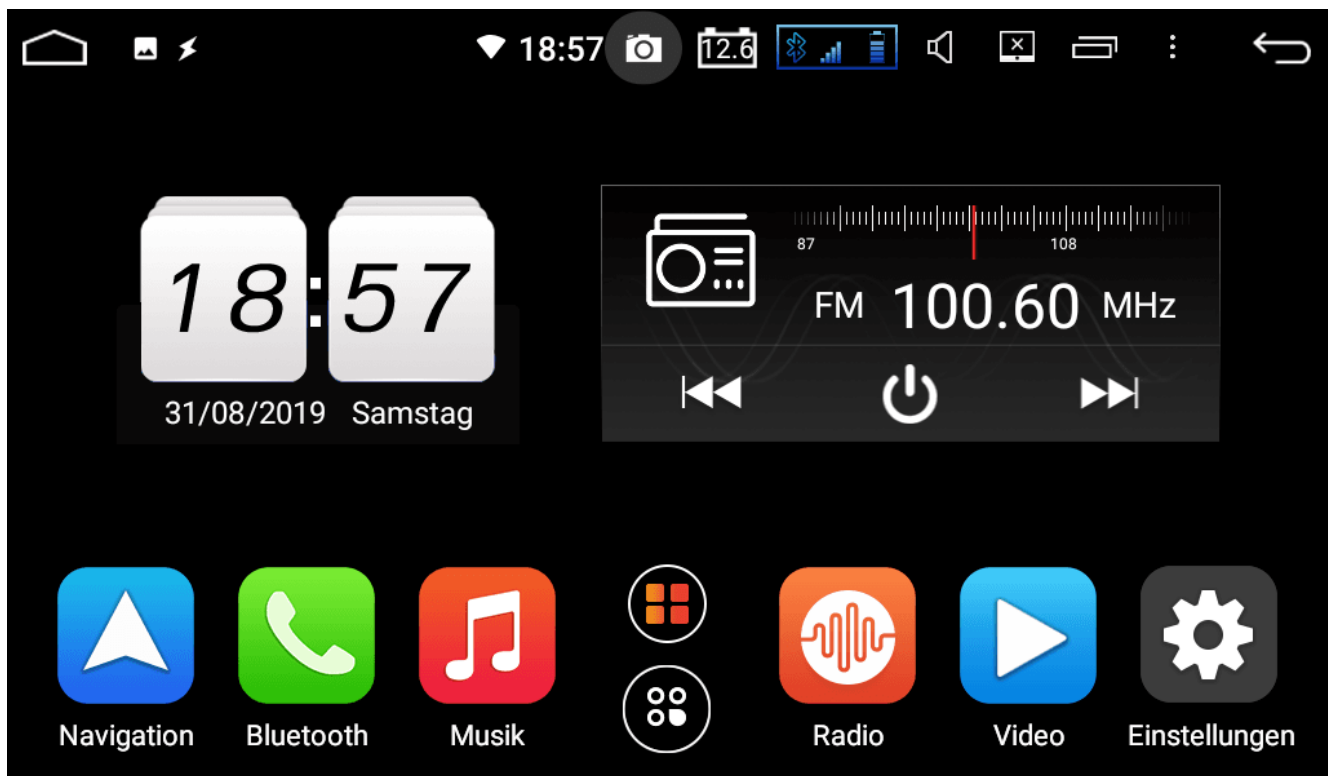 18:57
12.6
18:57
31/08/2019 Samstag
87 108
FM 100.60 MHz
Navigation Bluetooth Musik Radio Video Einstellungen